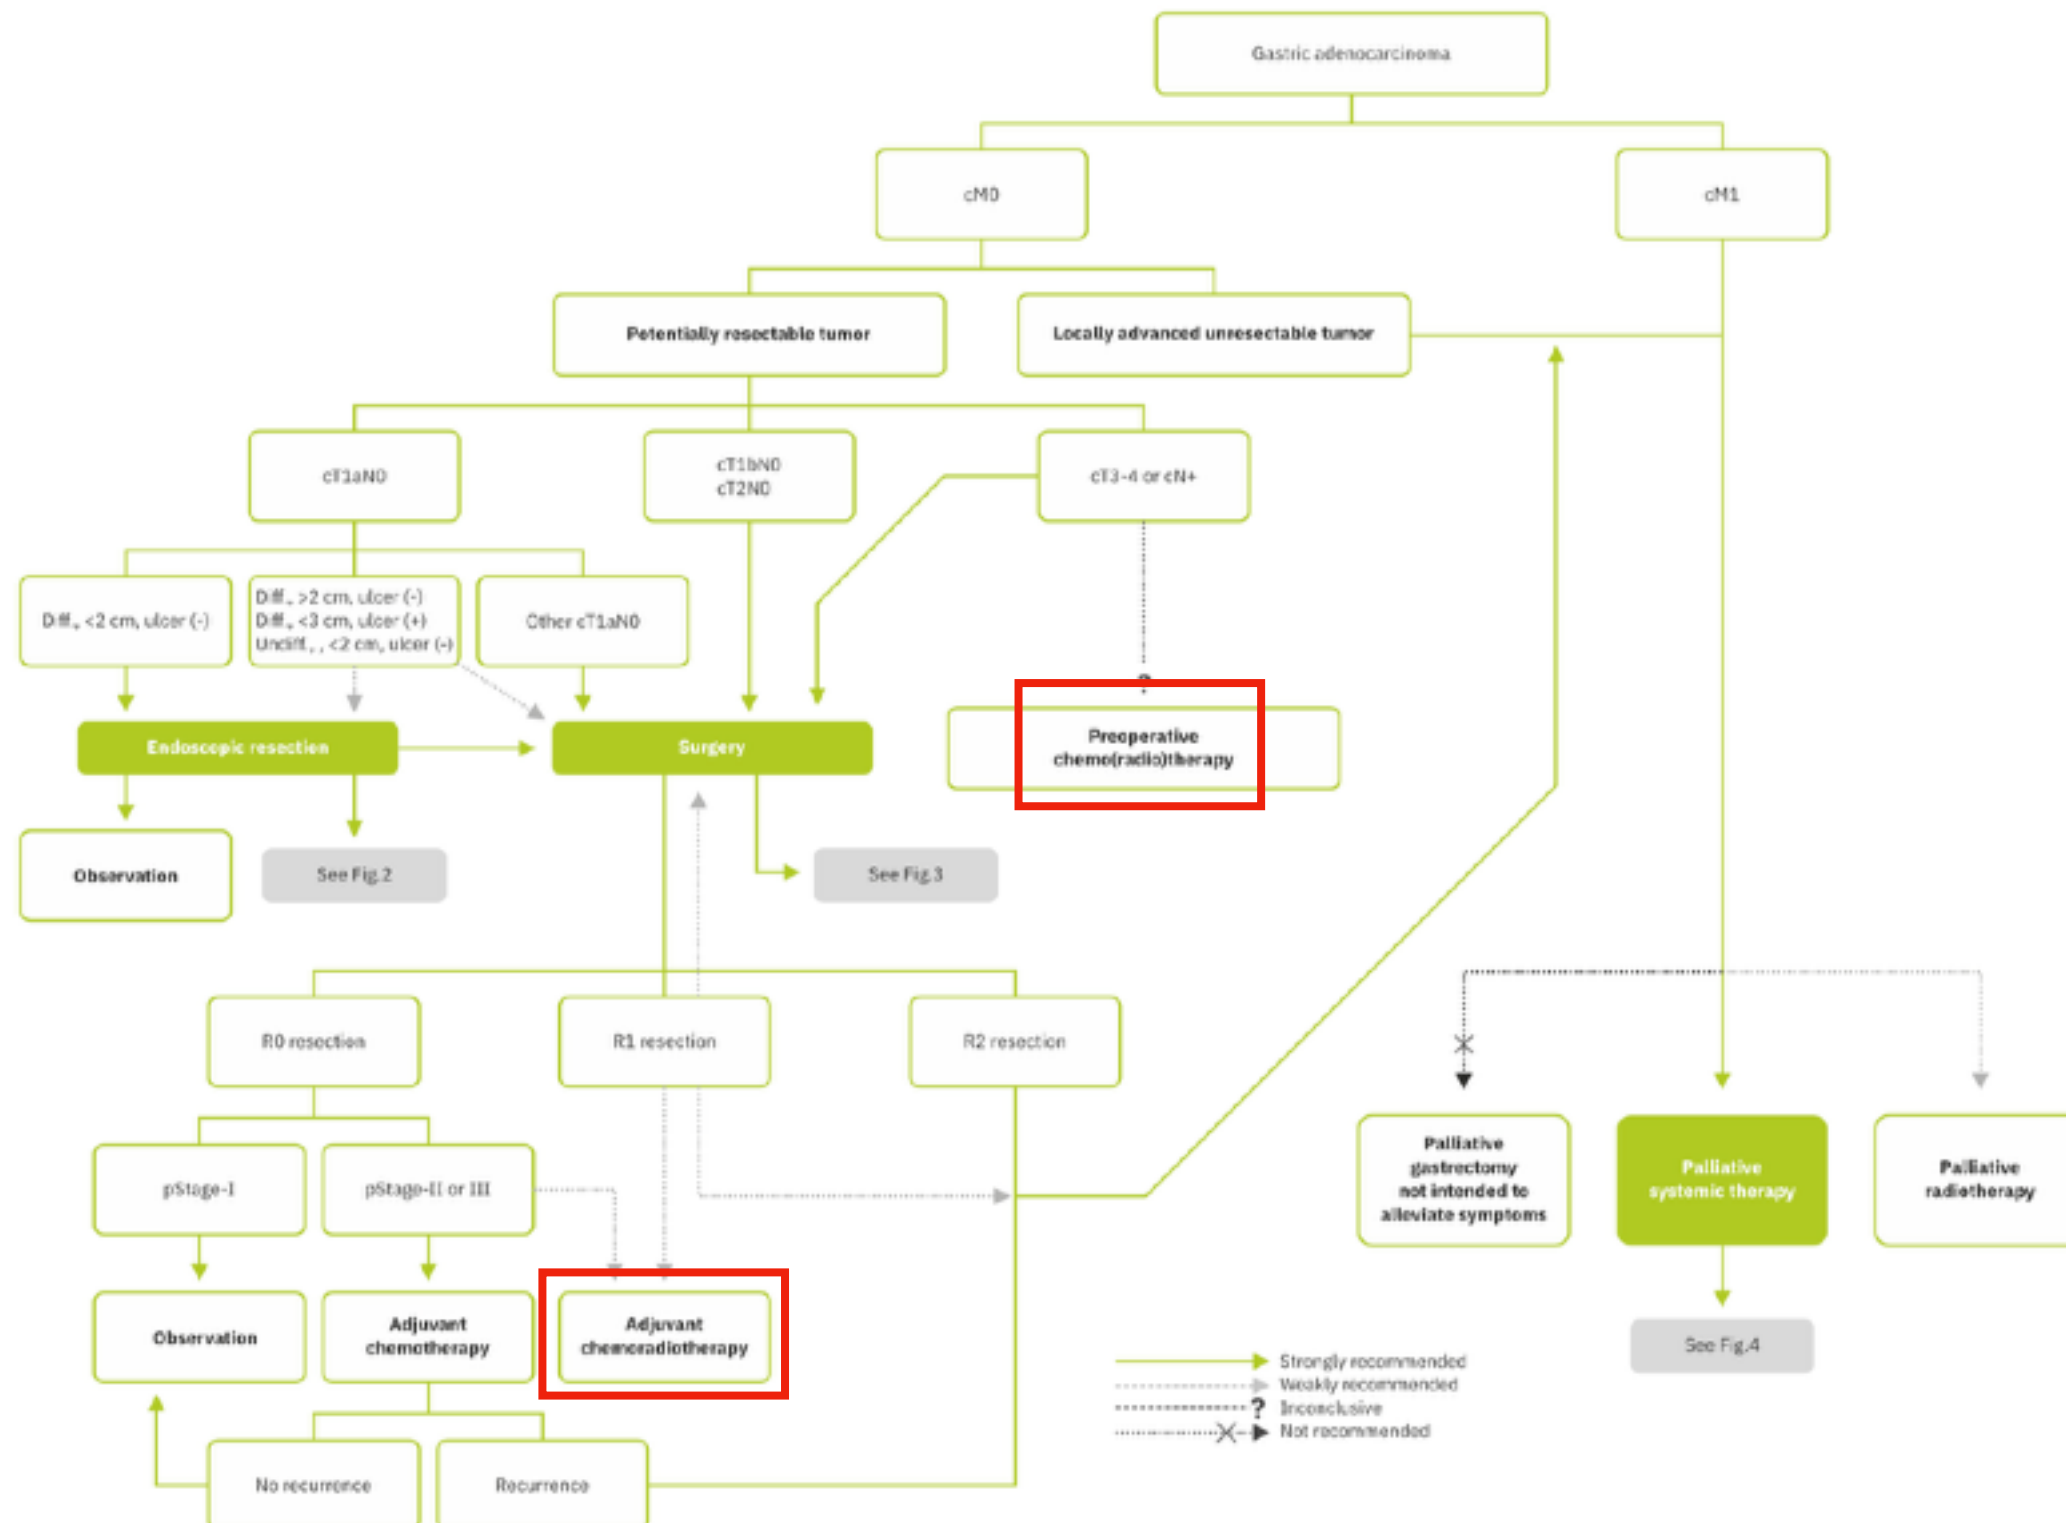 Gastric adenocarcinoma
cM0
cM1
Potentially resectable tumor
Locally advanced unresectable tumor
cT1aN0
cT1bN0
cT2N0
cT3-4 or cN+
Diff., <2 cm, ulcer (-)
Diff., >2 cm, ulcer (-)
Diff., <3 cm, ulcer (+)
Undiff., , <2 cm, ulcer (-)
Other cT1aN0
?
Endoscopic resection
Surgery
Preoperative
chemo(radio)therapy
Observation
See Fig.2
See Fig.3
R0 resection
R1 resection
R2 resection
pStage-I
pStage-II or III
Palliative
gastrectomy
not intended to
alleviate symptoms
Palliative
systemic therapy
Palliative
radiotherapy
Observation
Adjuvant
chemotherapy
Adjuvant
chemoradiotherapy
See Fig.4
Strongly recommended
Weakly recommended
? Inconclusive
Not recommended
No recurrence
Recurrence